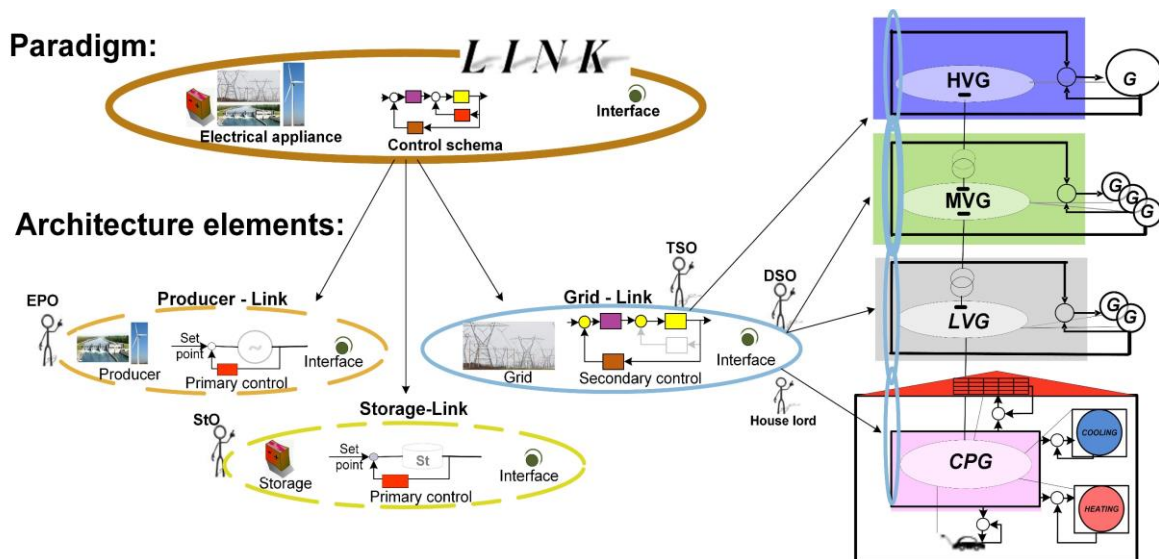 Paradigm:
LINK
Electrical appliance
Control schema
Interface
Architecture elements:
EPO
Producer - Link
Set
point
~
Producer
Primary control
Interface
StO
Storage-Link
Set
point
St
Storage
Primary control
Interface
TSO
DSO
Grid - Link
Grid
Secondary control
Interface
House lord
HVG
G
MVG
G
G
G
LVG
G
G
CPG
COOLING
HEATING